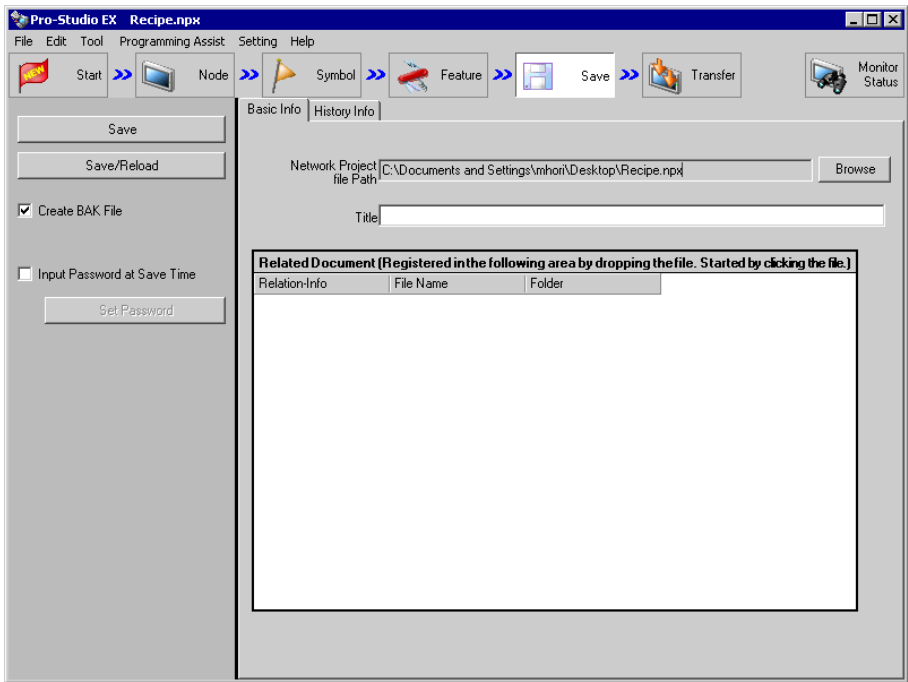 Pro-Studio EX Recipe.npx
File Edit Tool Programming Assist Setting Help
NEW Start Node Symbol Feature Save Transfer Monitor Status
Basic Info History Info
Save
Save/Reload
Create BAK File
Input Password at Save Time
Set Password
Network Project file Path C:\Documents and Settings\mhori\Desktop\Recipe.npx Browse
Title
Related Document (Registered in the following area by dropping the file. Started by clicking the file.)
Relation-Info File Name Folder